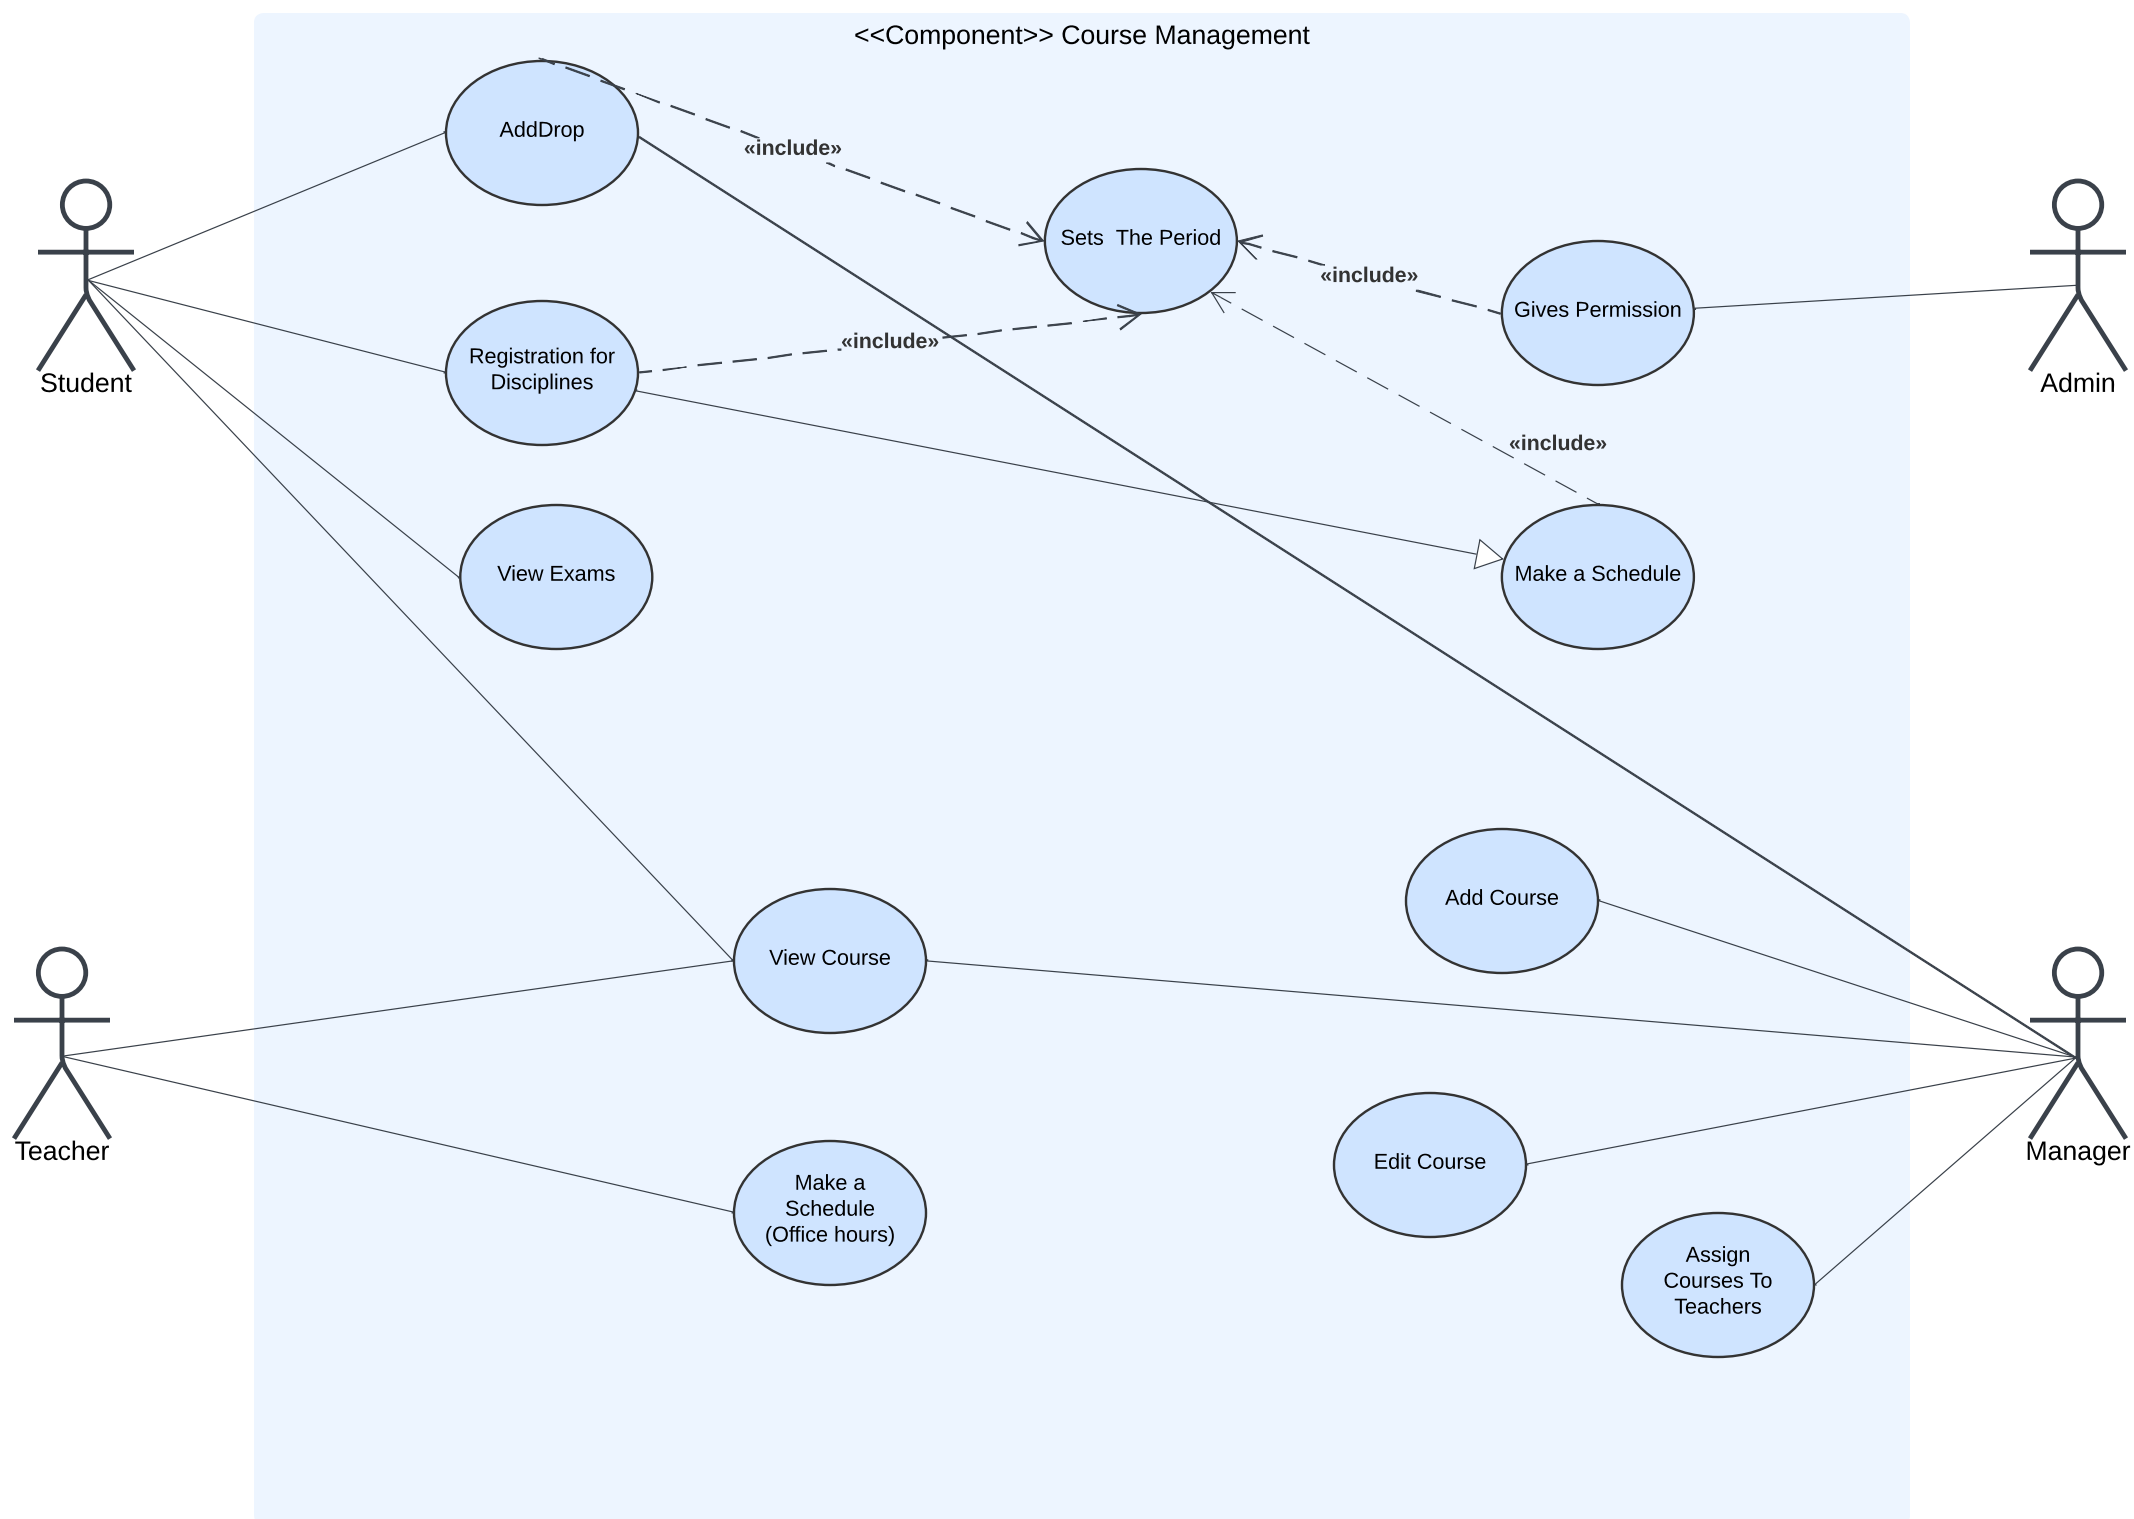 <<Component>> Course Management
AddDrop
«include»
Sets  The Period
«include»
Gives Permission
«include»
Registration for
Disciplines
Student
Admin
«include»
View Exams
Make a Schedule
Add Course
View Course
Teacher
Manager
Edit Course
Make a
Schedule
(Office hours)
Assign
Courses To
Teachers